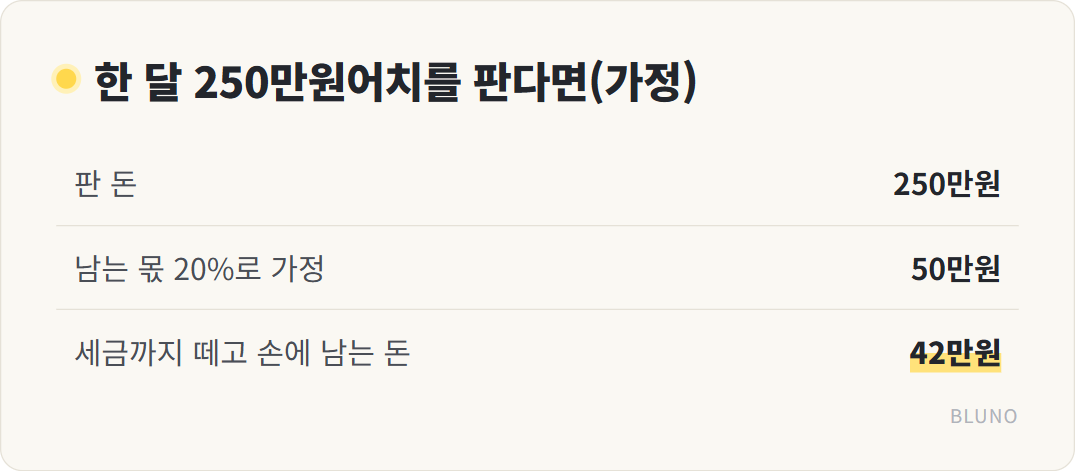 한 달 250만원어치를 판다면(가정)
판 돈 250만원
남는 몫 20%로 가정 50만원
세금까지 떼고 손에 남는 돈 42만원
BLUNO